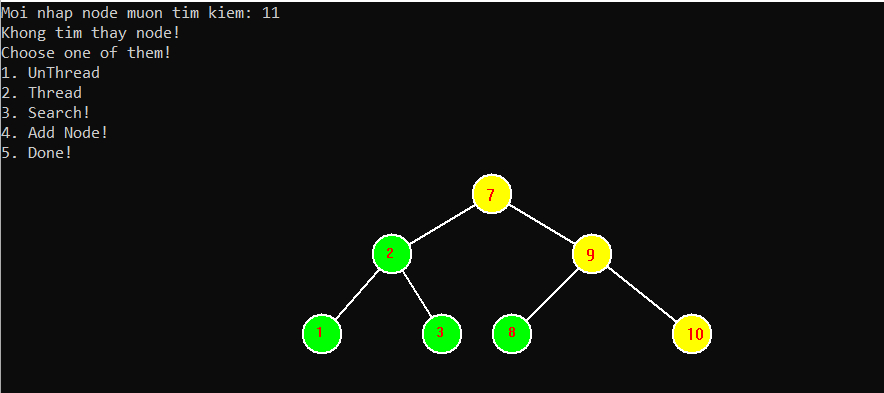 Moi nhap node muon tim kiem: 11
Khong tim thay node!
Choose one of them!
1. UnThread
2. Thread
3. Search!
4. Add Node!
5. Done!
7
2
9
1
3
8
10